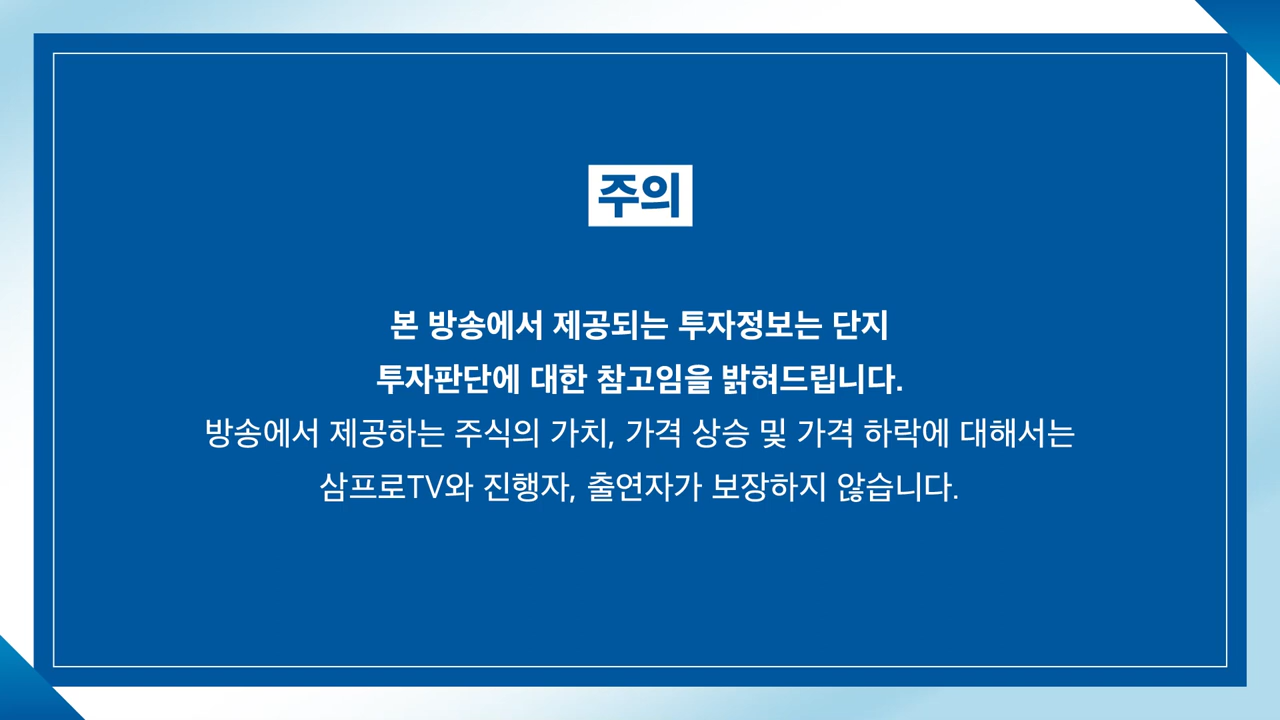 주의
본 방송에서 제공되는 투자정보는 단지
투자판단에 대한 참고임을 밝혀드립니다.
방송에서 제공하는 주식의 가치, 가격 상승 및 가격 하락에 대해서는
삼프로TV와 진행자, 출연자가 보장하지 않습니다.